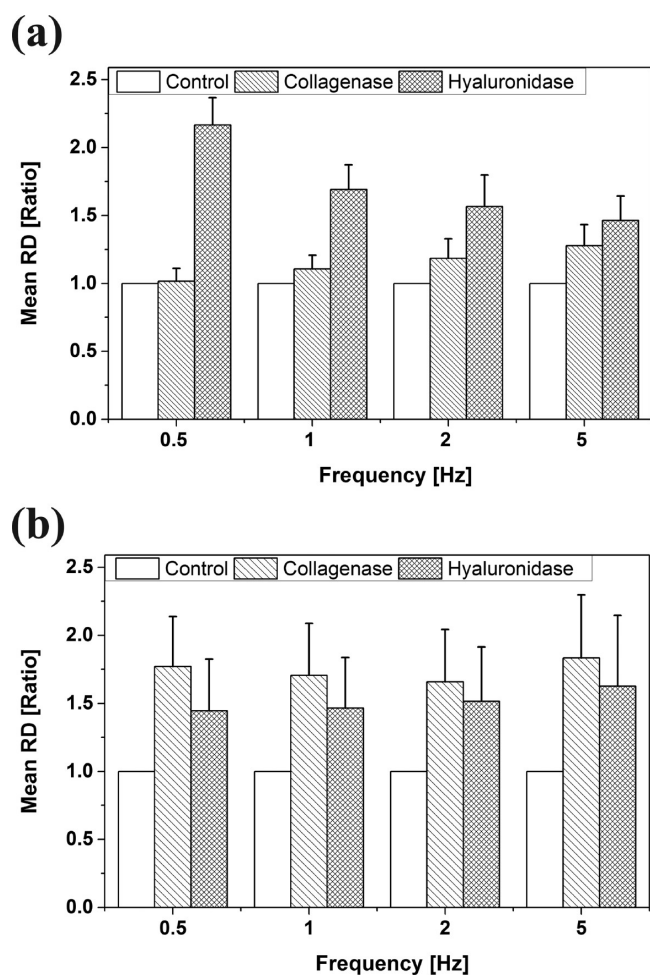 (a)
Control Collagenase Hyaluronidase
2.5
2.0
1.5
1.0
0.5
0.0
Mean RD [Ratio]
0.5 1 2 5
Frequency [Hz]
(b)
Control Collagenase Hyaluronidase
2.5
2.0
1.5
1.0
0.5
0.0
Mean RD [Ratio]
0.5 1 2 5
Frequency [Hz]